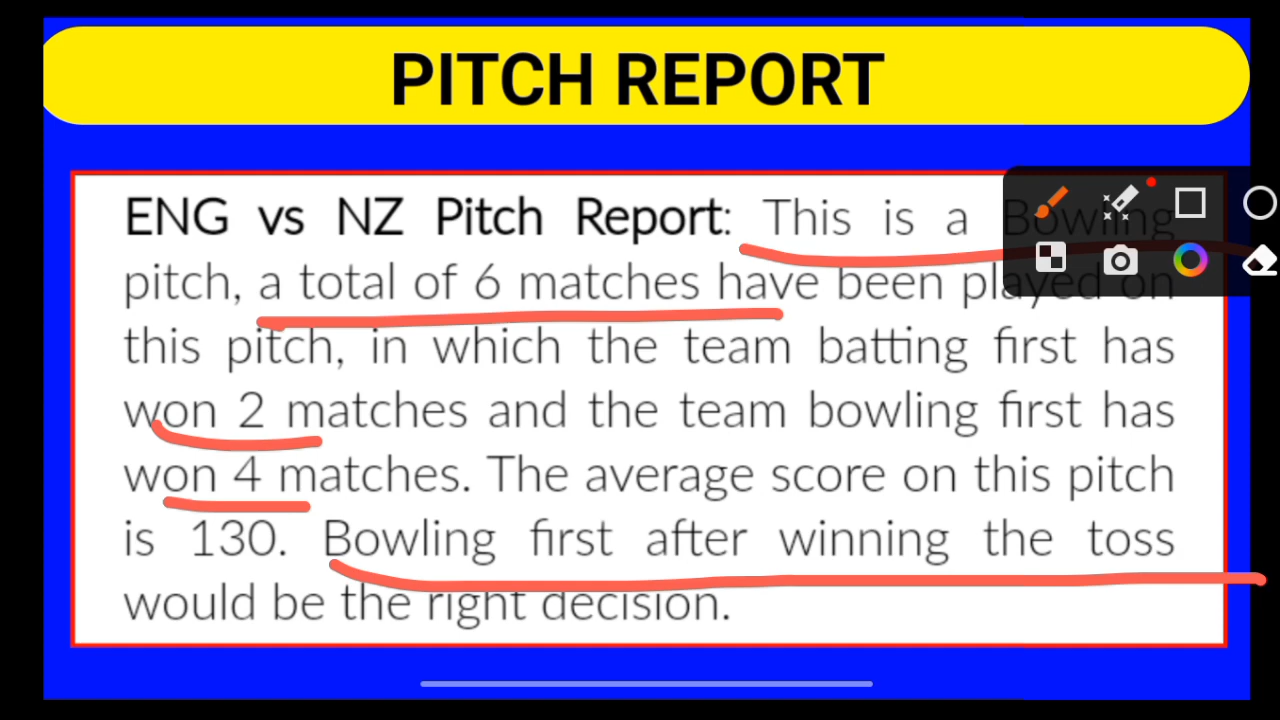 PITCH REPORT
ENG vs NZ Pitch Report: This is a Bowling
pitch, a total of 6 matches have been played on
this pitch, in which the team batting first has
won 2 matches and the team bowling first has
won 4 matches. The average score on this pitch
is 130. Bowling first after winning the toss
would be the right decision.